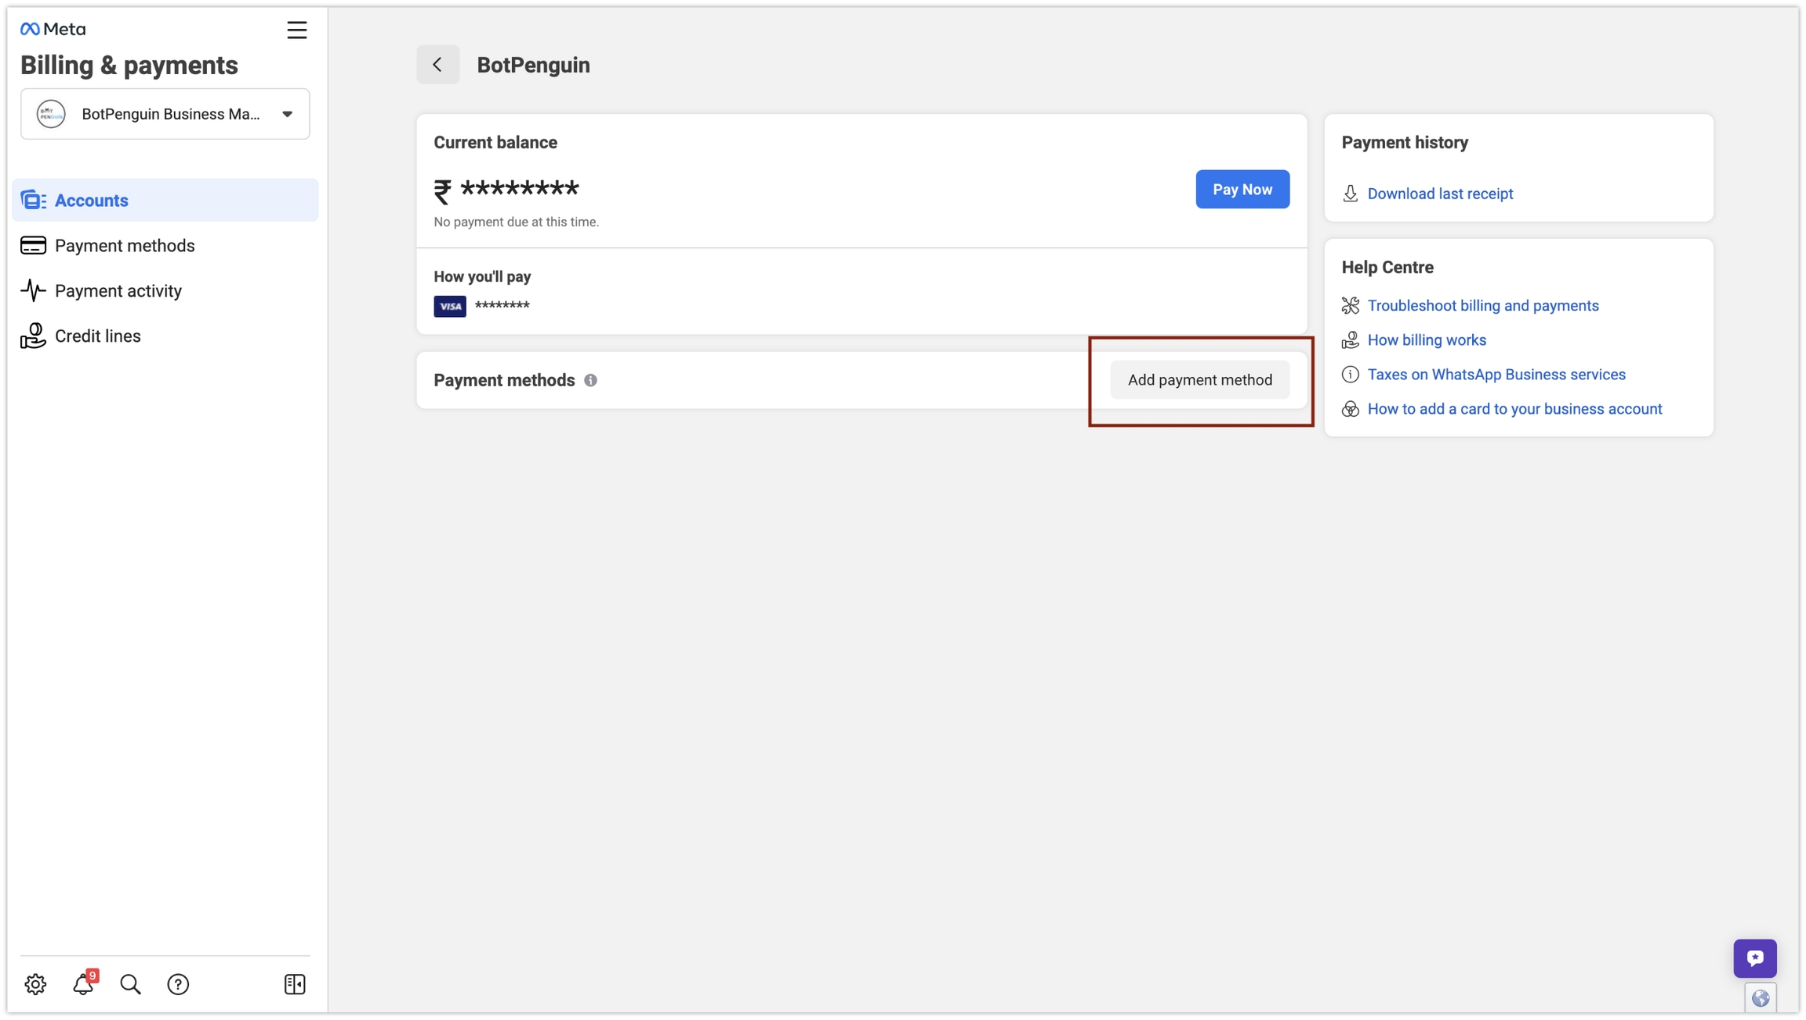 Meta
Billing & payments
BotPenguin Business Ma...
Accounts
Payment methods
Payment activity
Credit lines
9
BotPenguin
Current balance
₹ ********
No payment due at this time.
Pay Now
How you'll pay
VISA ********
Payment methods
Add payment method
Payment history
Download last receipt
Help Centre
Troubleshoot billing and payments
How billing works
Taxes on WhatsApp Business services
How to add a card to your business account